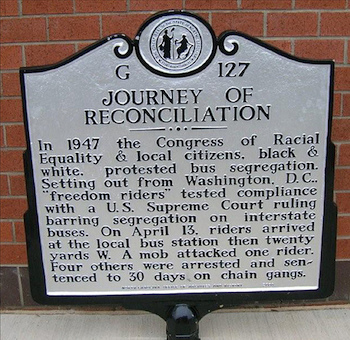 G 127
JOURNEY OF
RECONCILIATION
In 1947 the Congress of Racial
Equality & local citizens, black &
white, protested bus segregation.
Setting out from Washington, D.C.,
"freedom riders" tested compliance
with a U.S. Supreme Court ruling
barring segregation on interstate
buses. On April 13, riders arrived
at the local bus station then twenty
yards W. A mob attacked one rider.
Four others were arrested and sen-
tenced to 30 days on chain gangs.